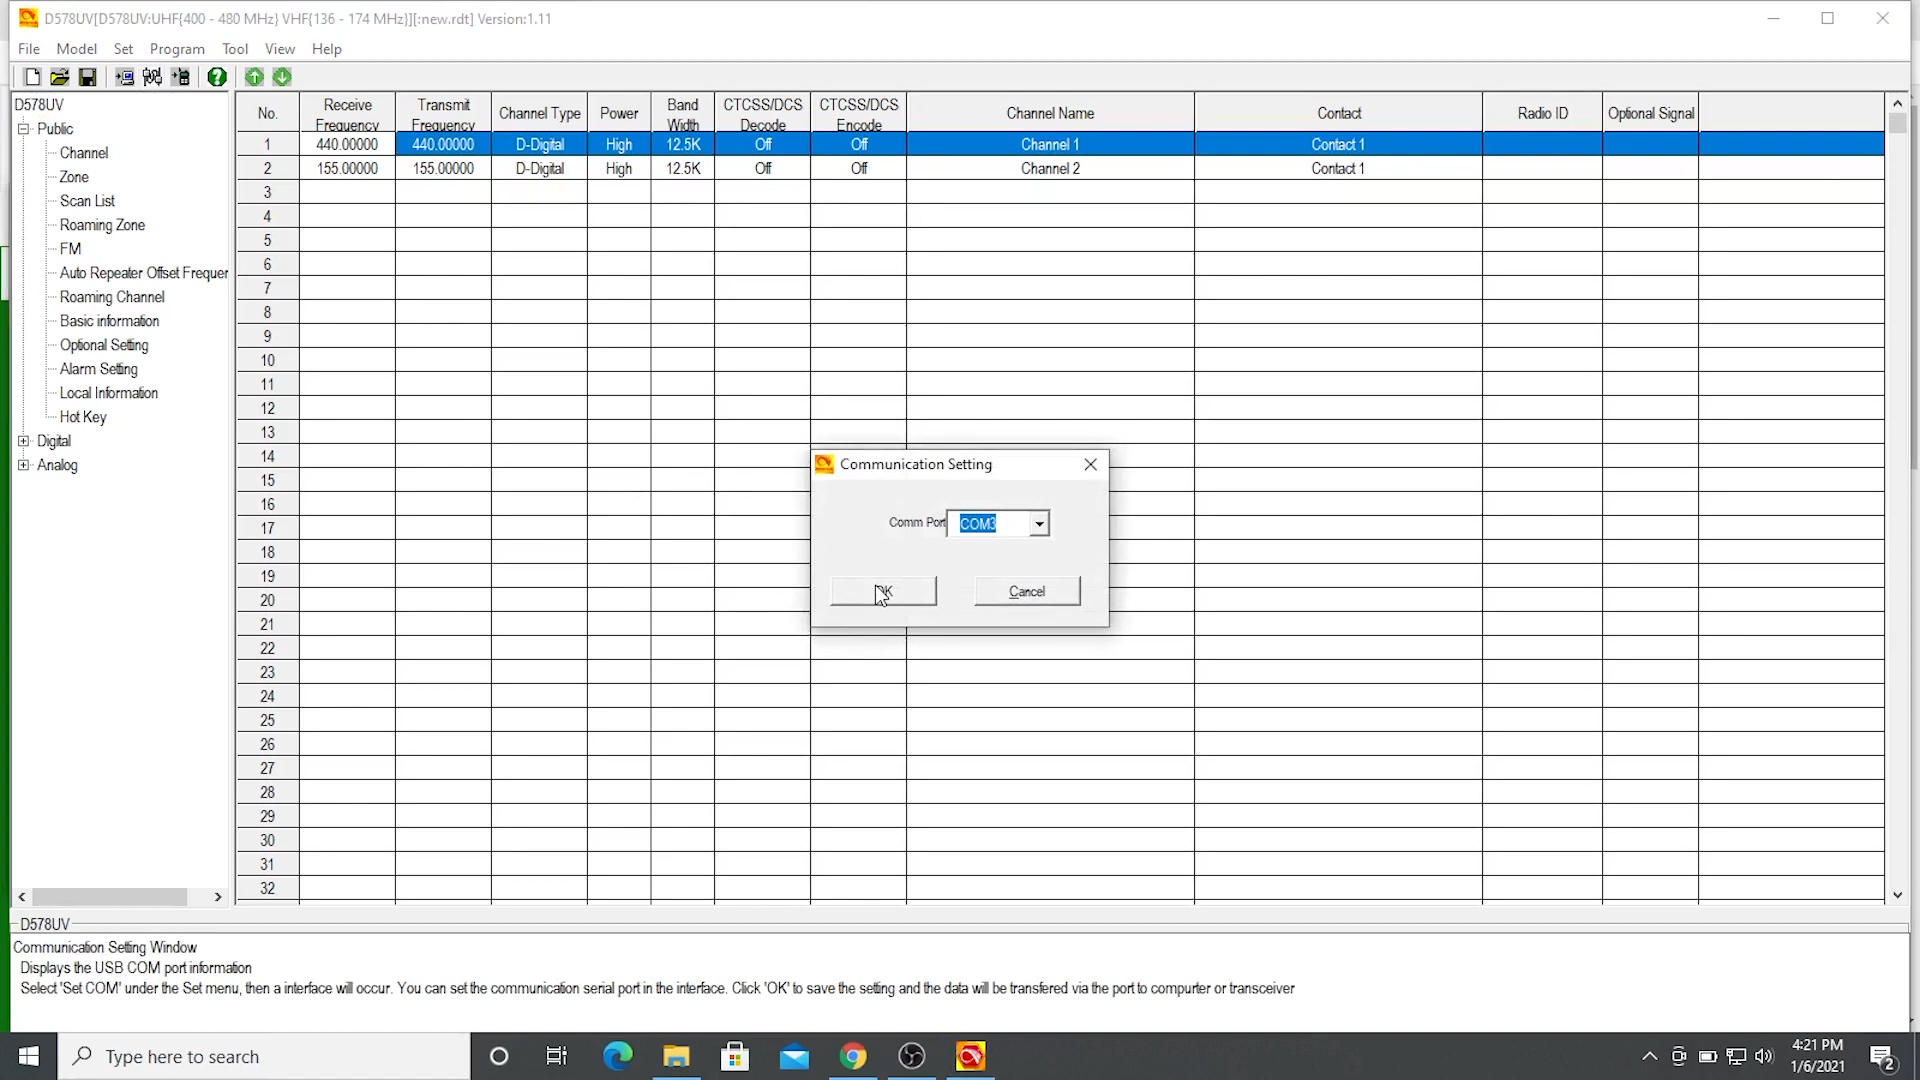 D578UV[D578UV:UHF{400 - 480 MHz} VHF{136 - 174 MHz}][:new.rdt] Version:1.11
File Model Set Program Tool View Help
D578UV
Public
Channel
Zone
Scan List
Roaming Zone
FM
Auto Repeater Offset Frequer
Roaming Channel
Basic information
Optional Setting
Alarm Setting
Local Information
Hot Key
Digital
Analog
No. Receive Frequency Transmit Frequency Channel Type Power Band Width CTCSS/DCS Decode CTCSS/DCS Encode Channel Name Contact Radio ID Optional Signal
1 440.00000 440.00000 D-Digital High 12.5K Off Off Channel 1 Contact 1
2 155.00000 155.00000 D-Digital High 12.5K Off Off Channel 2 Contact 1
3
4
5
6
7
8
9
10
11
12
13
14
15
16
17
18
19
20
21
22
23
24
25
26
27
28
29
30
31
32
Communication Setting
Comm Port COM3
OK Cancel
D578UV
Communication Setting Window
Displays the USB COM port information
Select 'Set COM' under the Set menu, then a interface will occur. You can set the communication serial port in the interface. Click 'OK' to save the setting and the data will be transfered via the port to compurter or transceiver
Type here to search
4:21 PM
1/6/2021
2